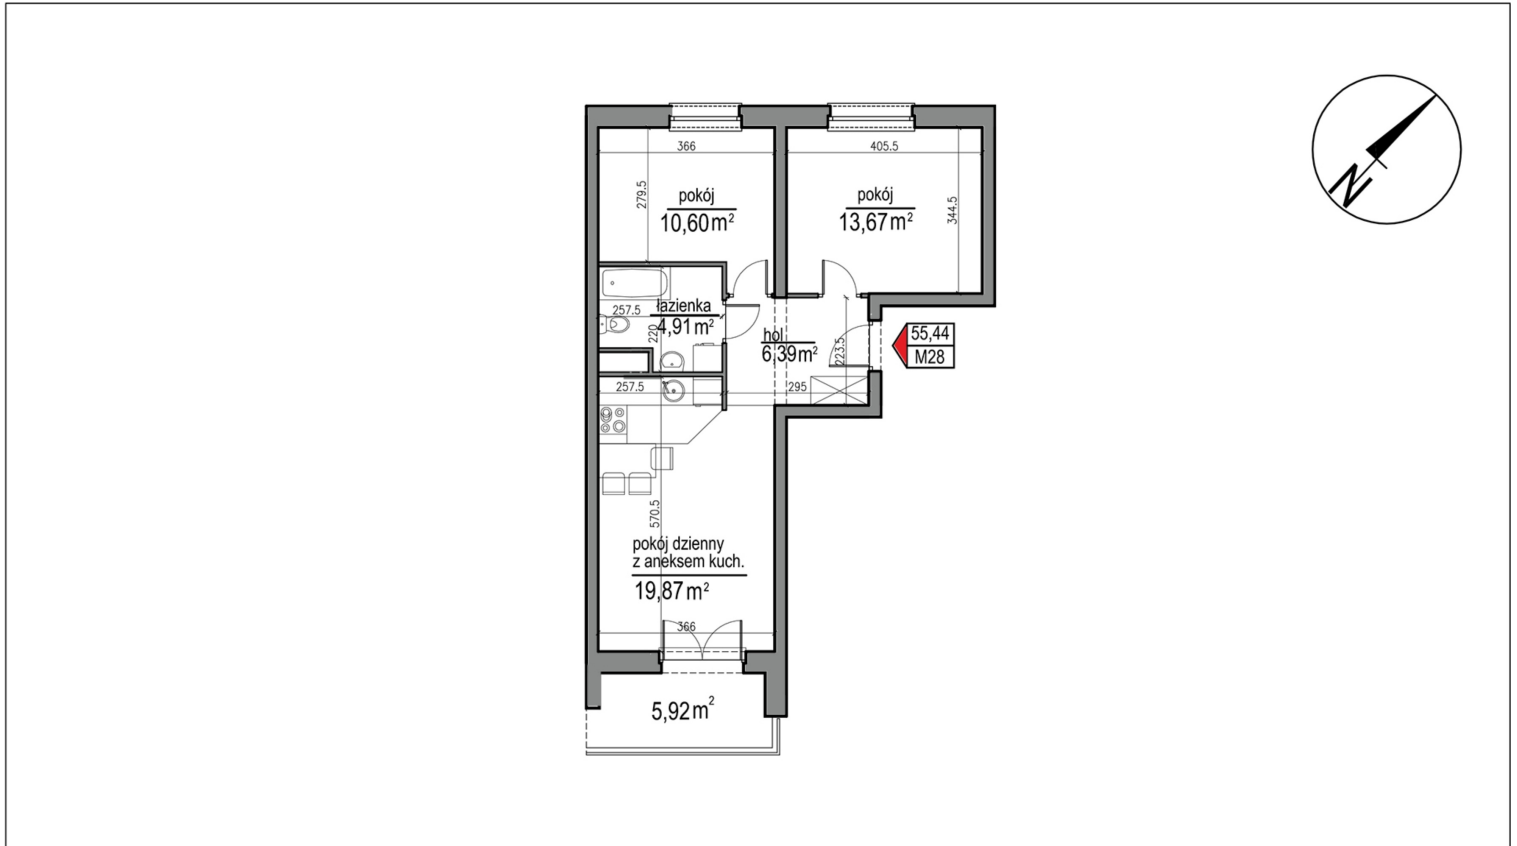 366
405.5
279.5
pokój
10,60 m²
pokój
13,67 m²
344.5
N
łazienka
257.5
4,91 m²
220
hol
6,39 m²
223.5
55,44
M28
257.5
295
570.5
pokój dzienny
z aneksem kuch.
19,87 m²
366
5,92 m²